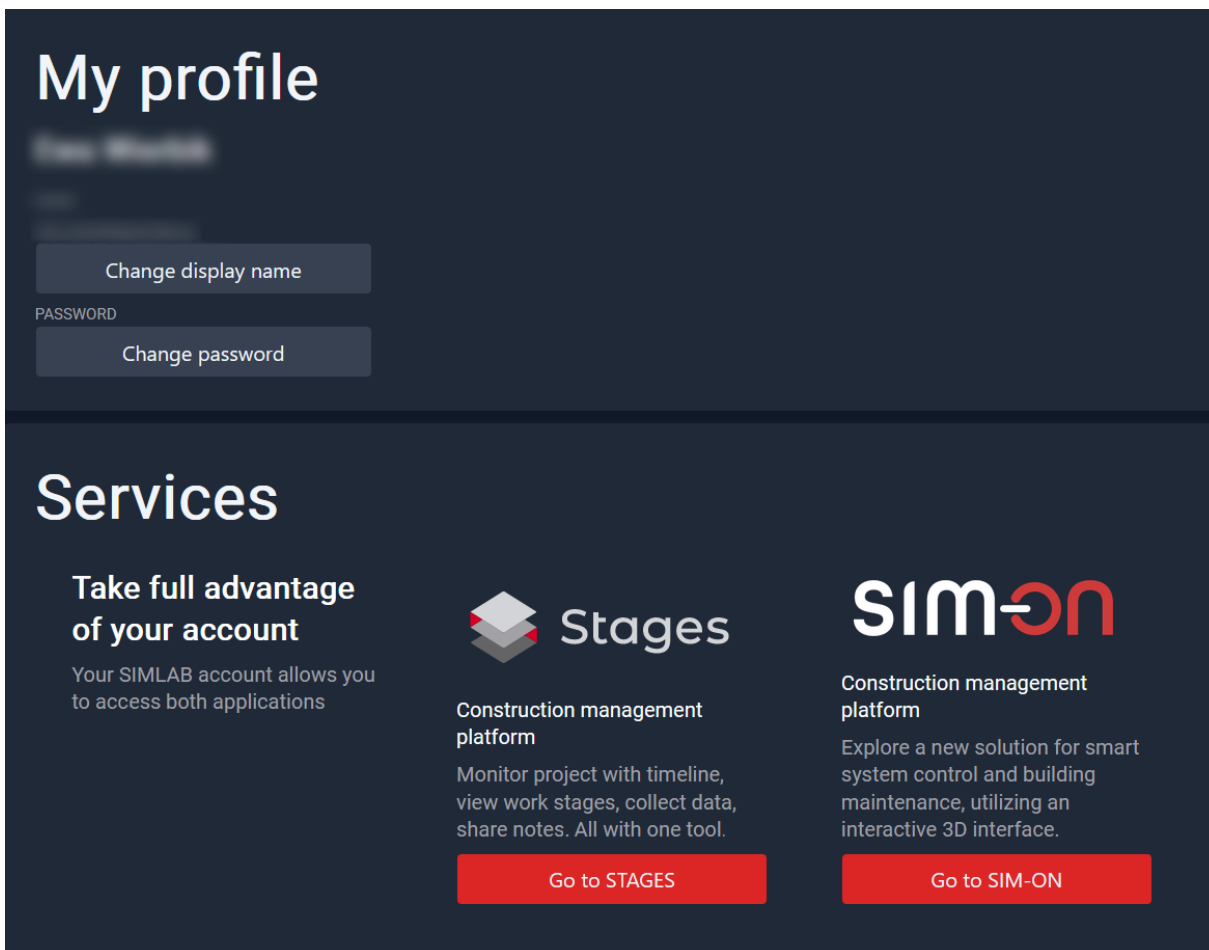 My profile
Change display name
PASSWORD
Change password
Services
Take full advantage
of your account
Your SIMLAB account allows you
to access both applications
Stages
Construction management
platform
Monitor project with timeline,
view work stages, collect data,
share notes. All with one tool.
Go to STAGES
SIM-ON
Construction management
platform
Explore a new solution for smart
system control and building
maintenance, utilizing an
interactive 3D interface.
Go to SIM-ON